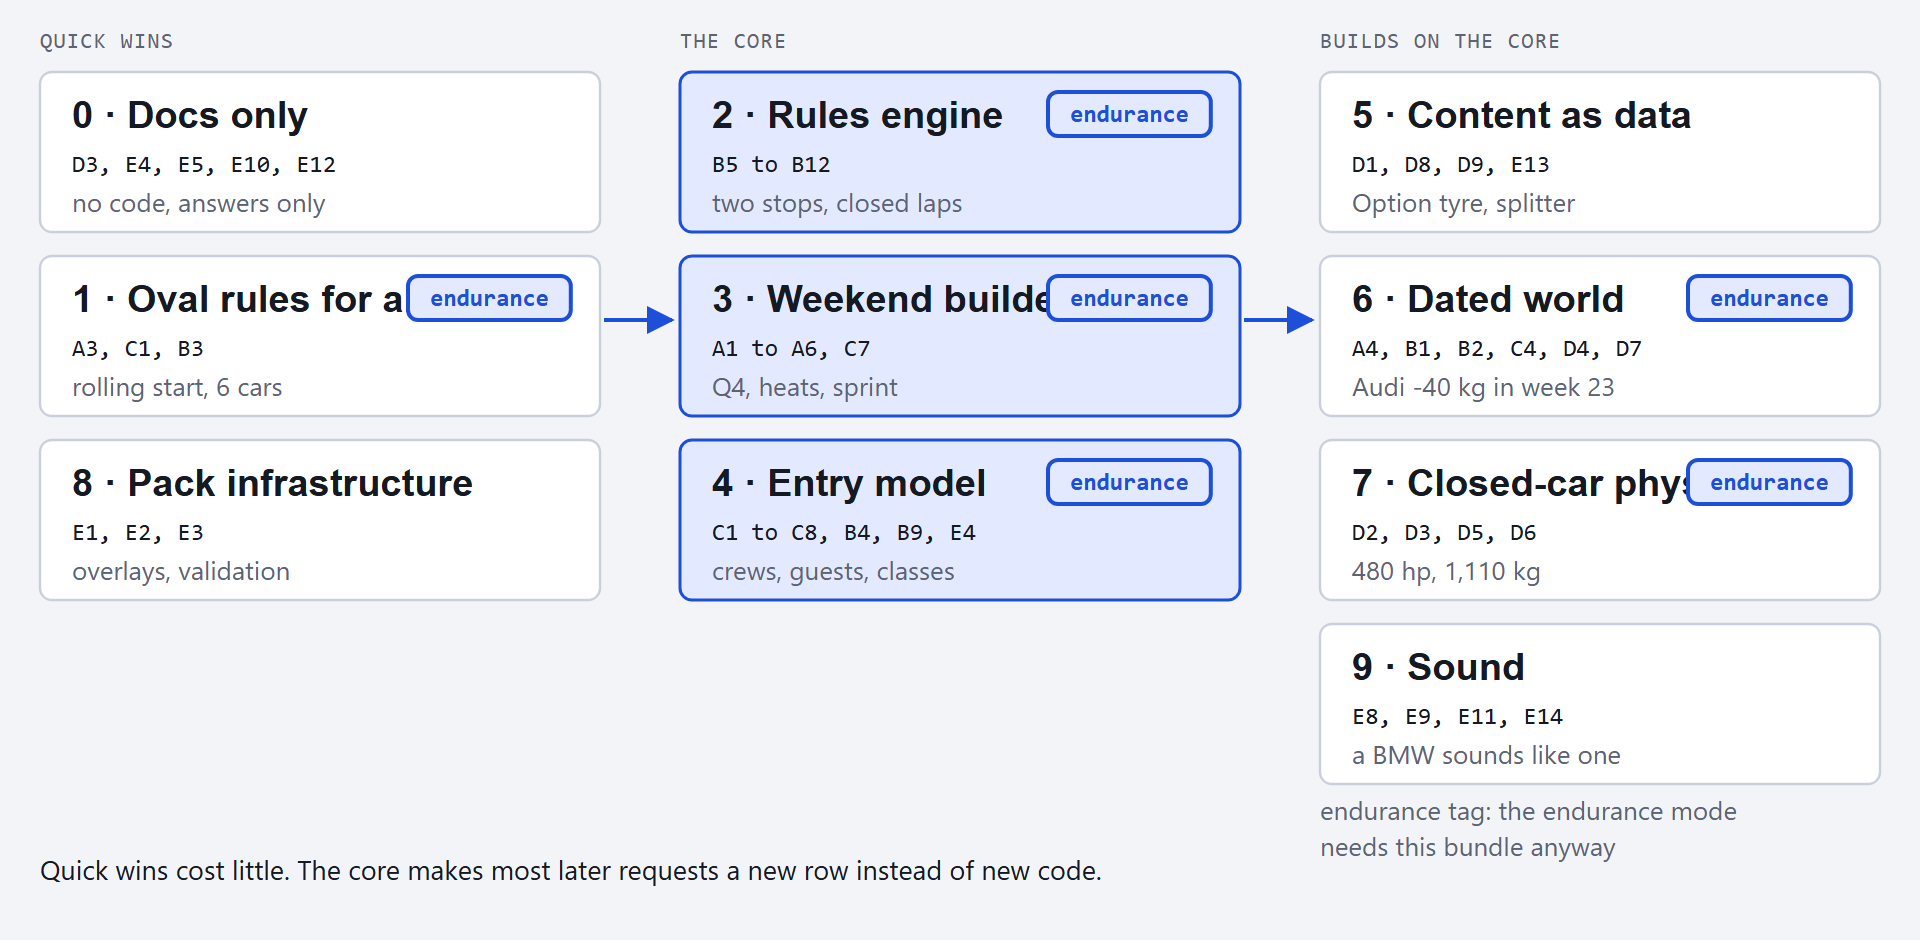 QUICK WINS
0 · Docs only
D3, E4, E5, E10, E12
no code, answers only
1 · Oval rules for a
endurance
A3, C1, B3
rolling start, 6 cars
8 · Pack infrastructure
E1, E2, E3
overlays, validation
THE CORE
2 · Rules engine
endurance
B5 to B12
two stops, closed laps
3 · Weekend builde
endurance
A1 to A6, C7
Q4, heats, sprint
4 · Entry model
endurance
C1 to C8, B4, B9, E4
crews, guests, classes
BUILDS ON THE CORE
5 · Content as data
D1, D8, D9, E13
Option tyre, splitter
6 · Dated world
endurance
A4, B1, B2, C4, D4, D7
Audi -40 kg in week 23
7 · Closed-car phys
endurance
D2, D3, D5, D6
480 hp, 1,110 kg
9 · Sound
E8, E9, E11, E14
a BMW sounds like one
endurance tag: the endurance mode
needs this bundle anyway
Quick wins cost little. The core makes most later requests a new row instead of new code.